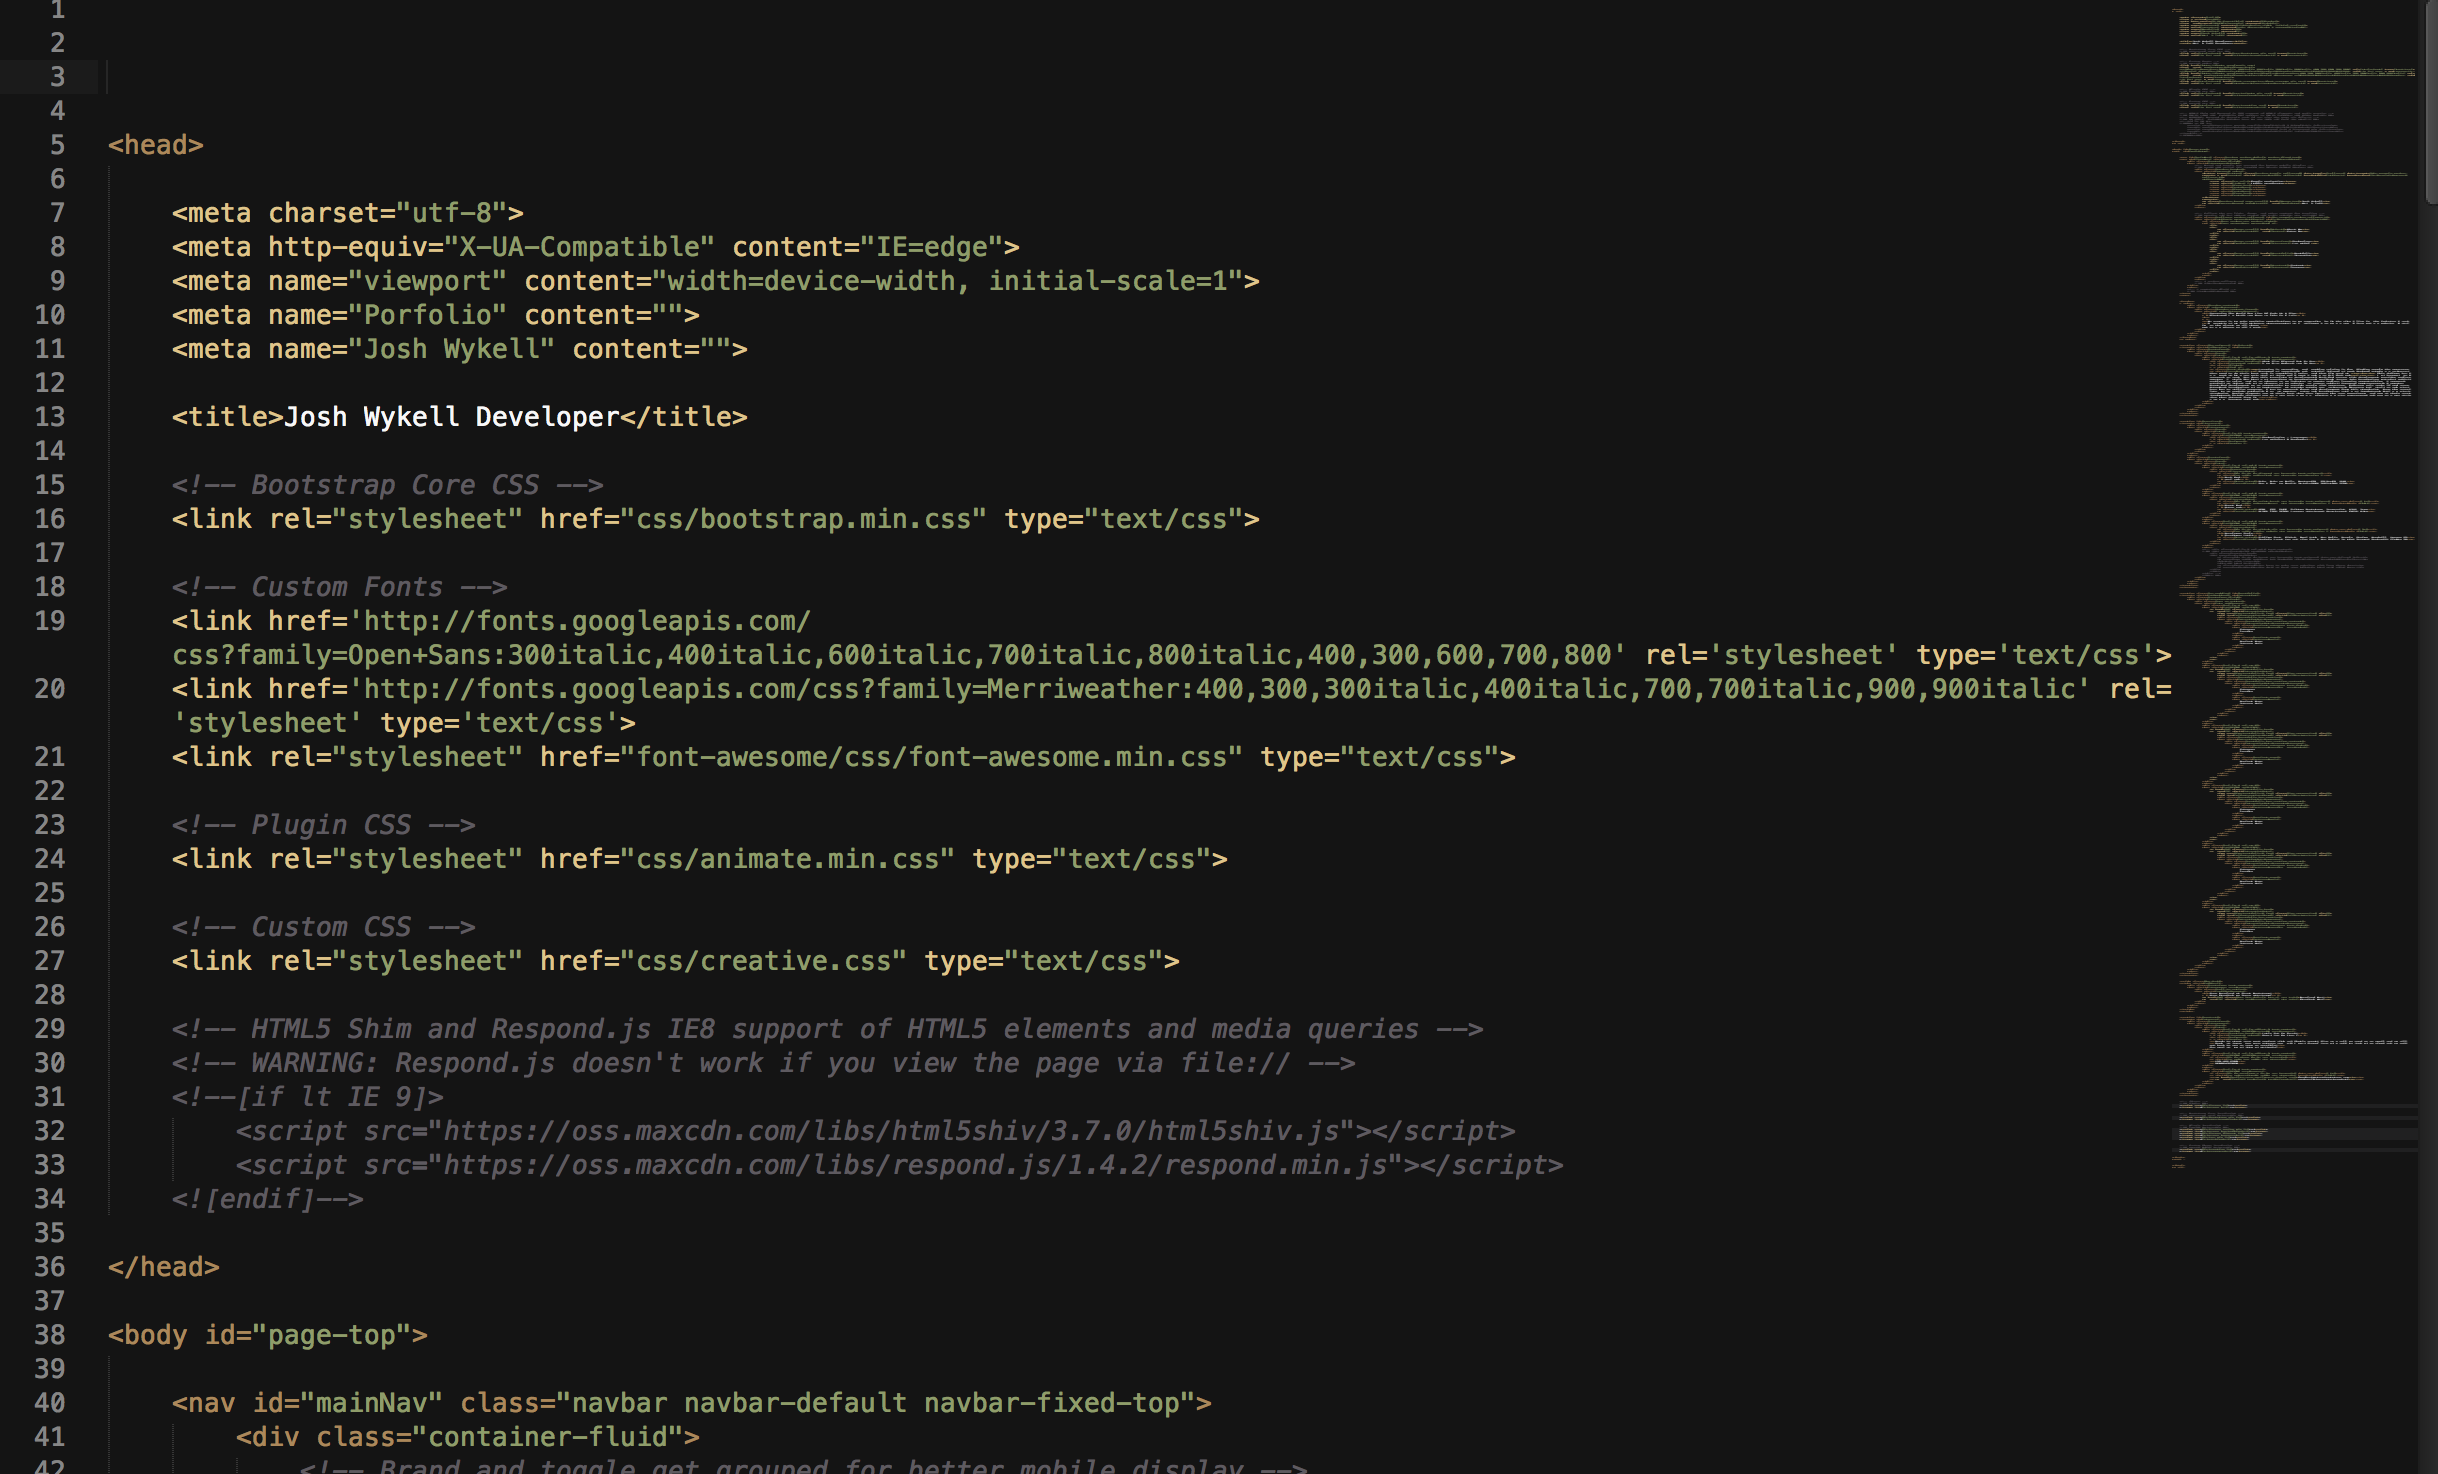 1
2
3
4
5 <head>
6
7 <meta charset="utf-8">
8 <meta http-equiv="X-UA-Compatible" content="IE=edge">
9 <meta name="viewport" content="width=device-width, initial-scale=1">
10 <meta name="Porfolio" content="">
11 <meta name="Josh Wykell" content="">
12
13 <title>Josh Wykell Developer</title>
14
15 <!-- Bootstrap Core CSS -->
16 <link rel="stylesheet" href="css/bootstrap.min.css" type="text/css">
17
18 <!-- Custom Fonts -->
19 <link href='http://fonts.googleapis.com/
css?family=Open+Sans:300italic,400italic,600italic,700italic,800italic,400,300,600,700,800' rel='stylesheet' type='text/css'>
20 <link href='http://fonts.googleapis.com/css?family=Merriweather:400,300,300italic,400italic,700,700italic,900,900italic' rel=
'stylesheet' type='text/css'>
21 <link rel="stylesheet" href="font-awesome/css/font-awesome.min.css" type="text/css">
22
23 <!-- Plugin CSS -->
24 <link rel="stylesheet" href="css/animate.min.css" type="text/css">
25
26 <!-- Custom CSS -->
27 <link rel="stylesheet" href="css/creative.css" type="text/css">
28
29 <!-- HTML5 Shim and Respond.js IE8 support of HTML5 elements and media queries -->
30 <!-- WARNING: Respond.js doesn't work if you view the page via file:// -->
31 <!--[if lt IE 9]>
32 <script src="https://oss.maxcdn.com/libs/html5shiv/3.7.0/html5shiv.js"></script>
33 <script src="https://oss.maxcdn.com/libs/respond.js/1.4.2/respond.min.js"></script>
34 <![endif]-->
35
36 </head>
37
38 <body id="page-top">
39
40 <nav id="mainNav" class="navbar navbar-default navbar-fixed-top">
41 <div class="container-fluid">
42 <!-- Brand and toggle get grouped for better mobile display -->